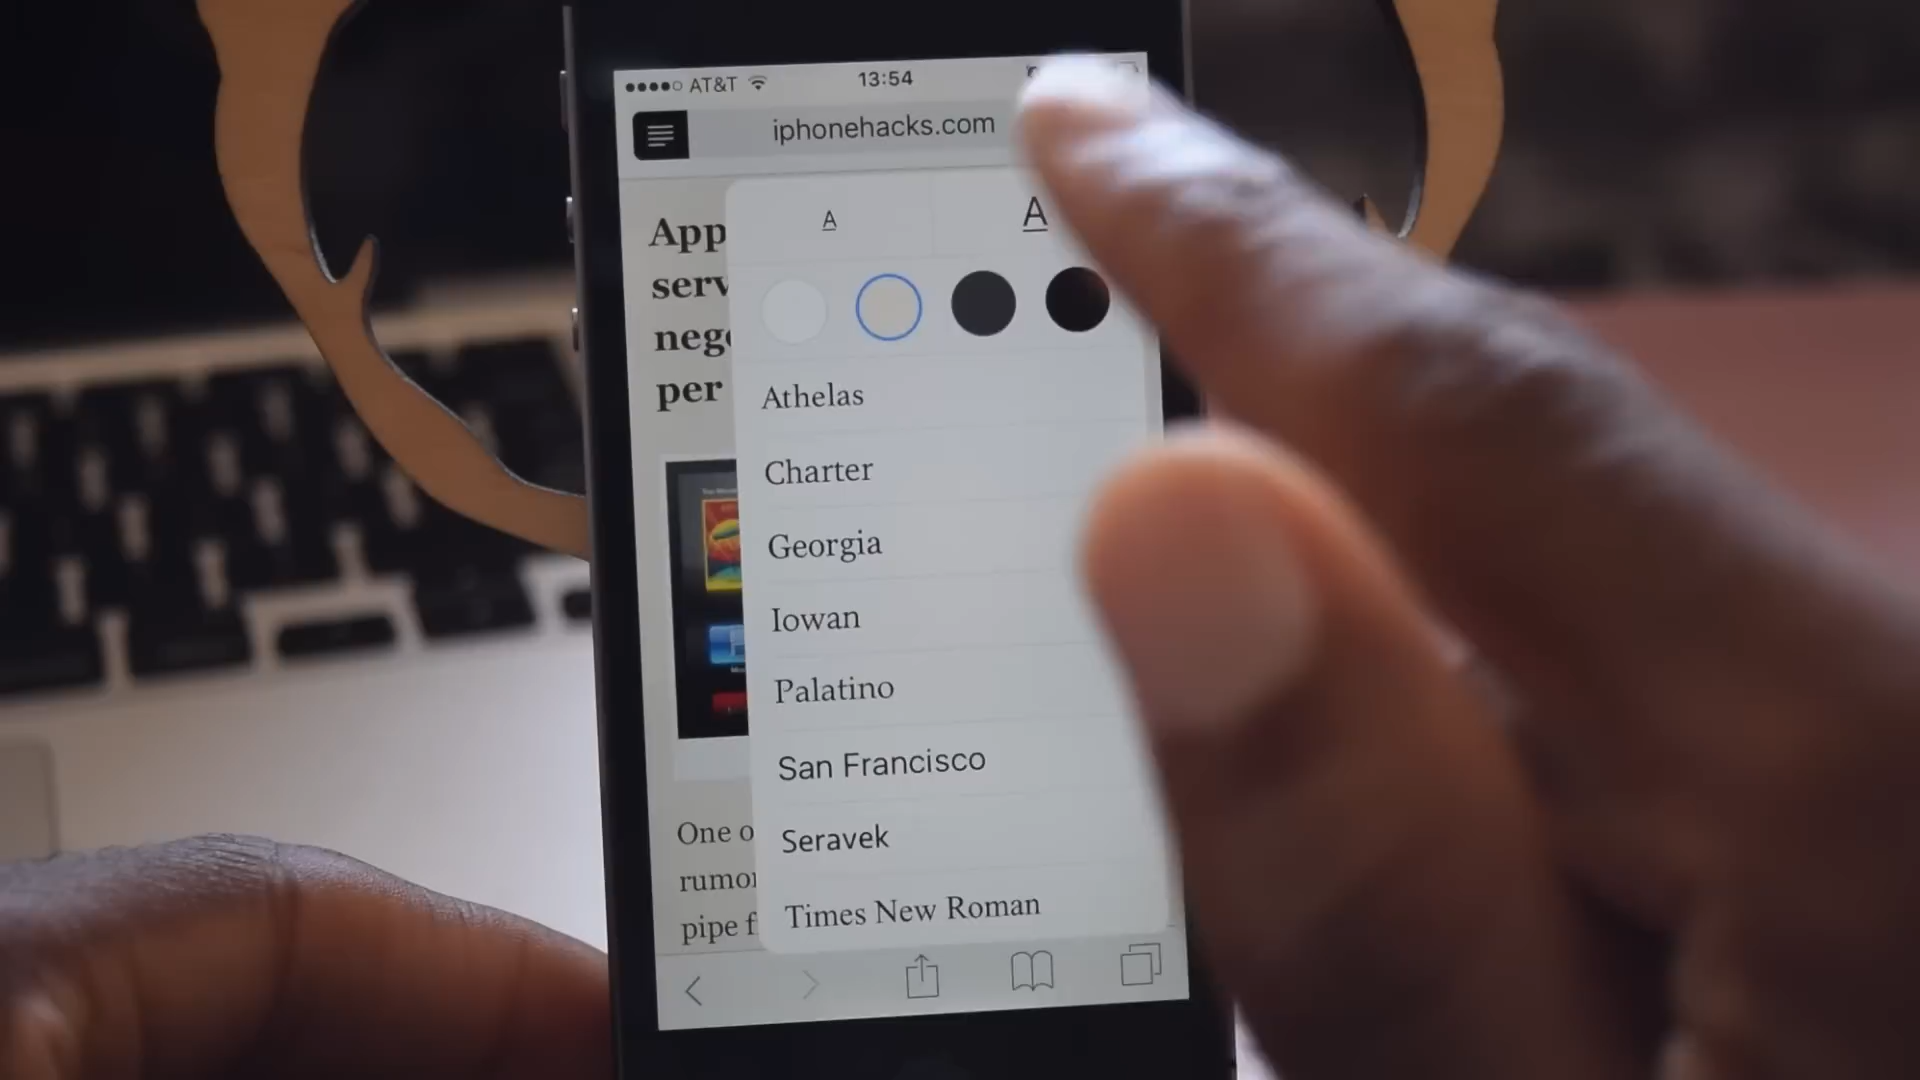 AT&T 13:54
iphonehacks.com
A A
App
serv
nego
per
Athelas
Charter
Georgia
Iowan
Palatino
San Francisco
Seravek
Times New Roman
One o
rumor
pipe f